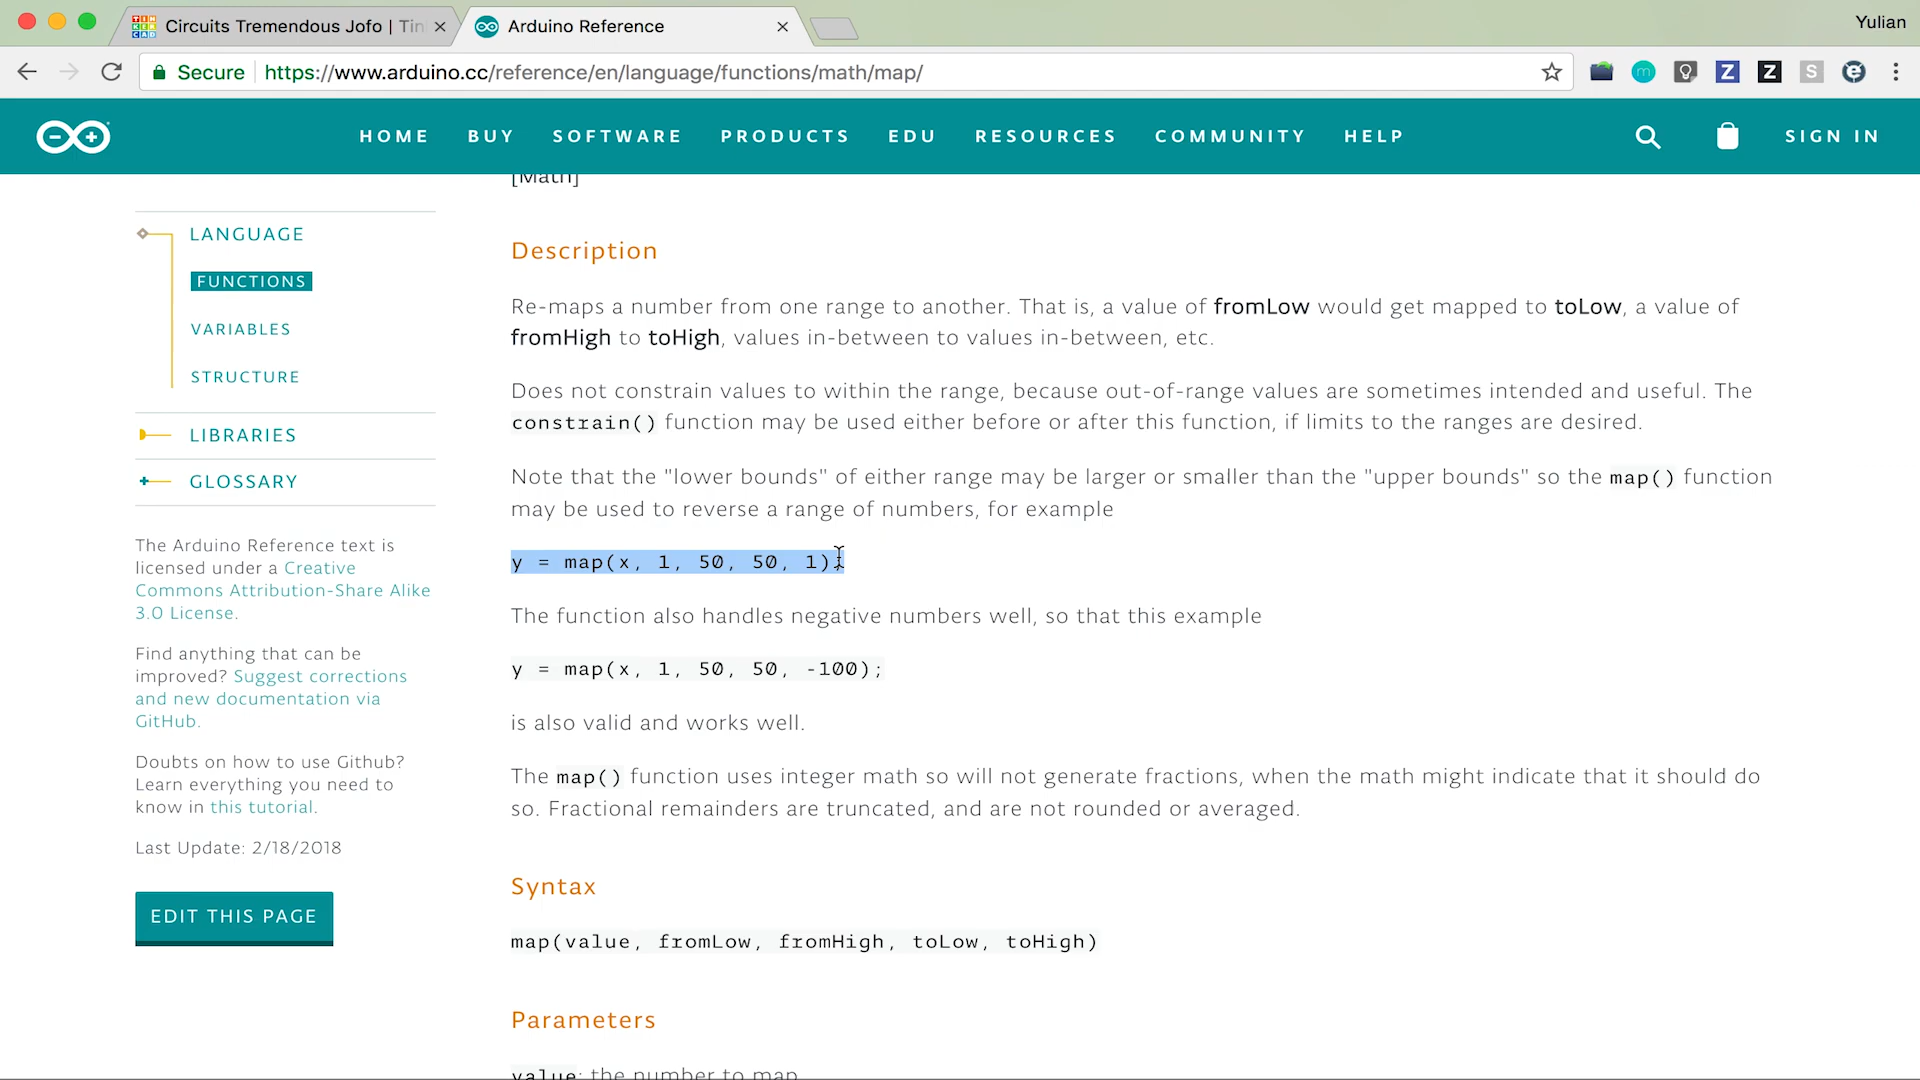 Circuits Tremendous Jofo | Tin
Arduino Reference
Yulian
Secure
https://www.arduino.cc/reference/en/language/functions/math/map/
HOME
BUY
SOFTWARE
PRODUCTS
EDU
RESOURCES
COMMUNITY
HELP
SIGN IN
[Math]
LANGUAGE
FUNCTIONS
VARIABLES
STRUCTURE
LIBRARIES
GLOSSARY
The Arduino Reference text is
licensed under a Creative
Commons Attribution-Share Alike
3.0 License.
Find anything that can be
improved? Suggest corrections
and new documentation via
GitHub.
Doubts on how to use Github?
Learn everything you need to
know in this tutorial.
Last Update: 2/18/2018
EDIT THIS PAGE
Description
Re-maps a number from one range to another. That is, a value of fromLow would get mapped to toLow, a value of
fromHigh to toHigh, values in-between to values in-between, etc.
Does not constrain values to within the range, because out-of-range values are sometimes intended and useful. The
constrain() function may be used either before or after this function, if limits to the ranges are desired.
Note that the "lower bounds" of either range may be larger or smaller than the "upper bounds" so the map() function
may be used to reverse a range of numbers, for example
y = map(x, 1, 50, 50, 1);
The function also handles negative numbers well, so that this example
y = map(x, 1, 50, 50, -100);
is also valid and works well.
The map() function uses integer math so will not generate fractions, when the math might indicate that it should do
so. Fractional remainders are truncated, and are not rounded or averaged.
Syntax
map(value, fromLow, fromHigh, toLow, toHigh)
Parameters
value: the number to map